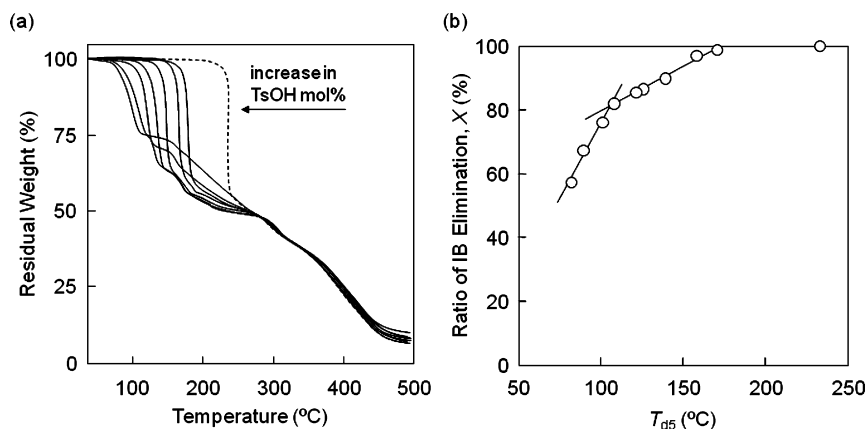 (a)
100
75
50
25
0
Residual Weight (%)
increase in
TsOH mol%
100 200 300 400 500
Temperature (ºC)
(b)
100
80
60
40
20
0
Ratio of IB Elimination, X (%)
50 100 150 200 250
Td5 (ºC)